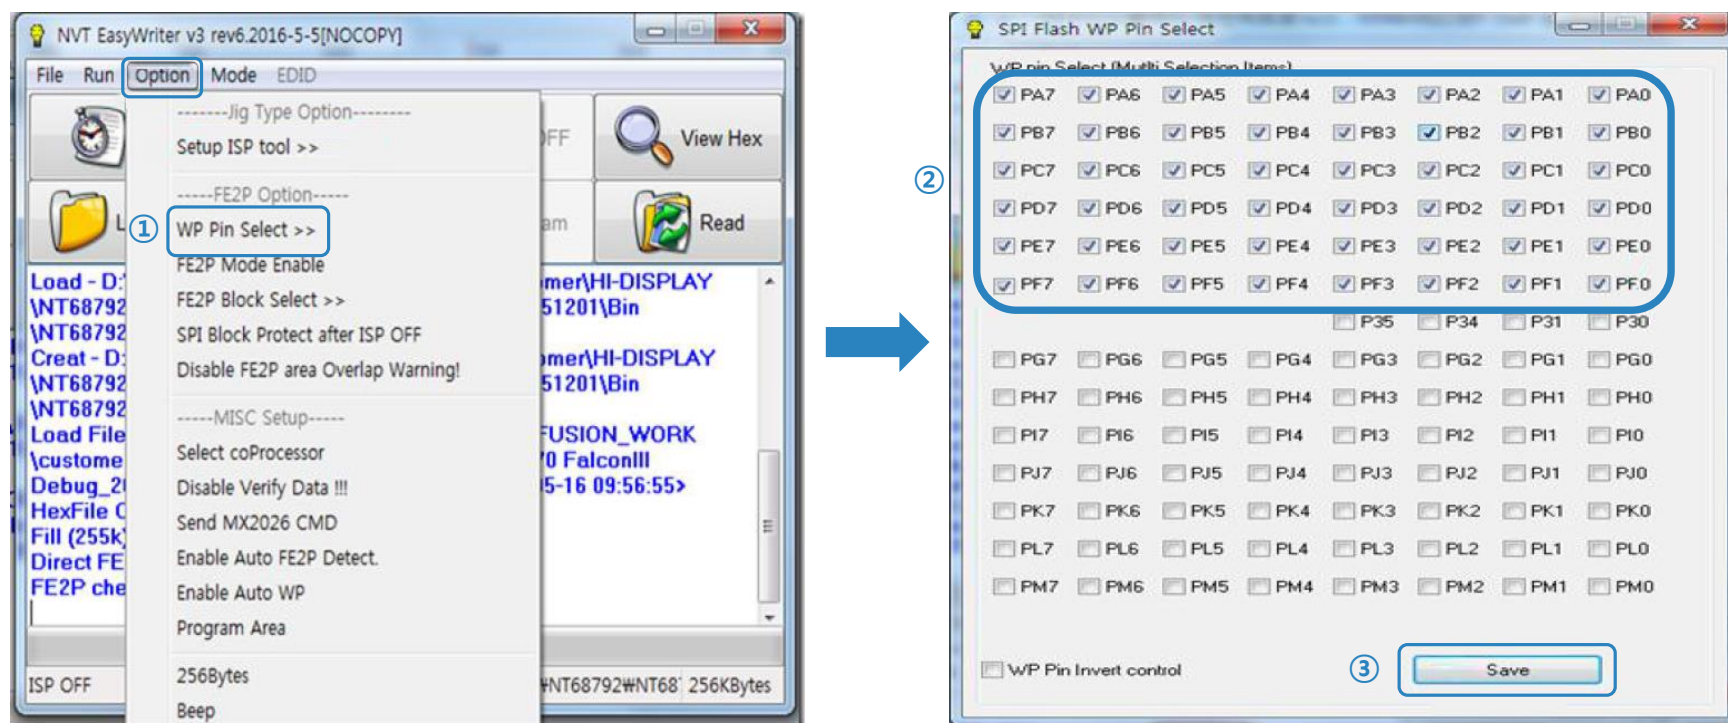 NVT EasyWriter v3 rev6.2016-5-5[NOCOPY]
File Run Option Mode EDID
-------Jig Type Option--------
Setup ISP tool >>
-----FE2P Option-----
① WP Pin Select >>
FE2P Mode Enable
FE2P Block Select >>
SPI Block Protect after ISP OFF
Disable FE2P area Overlap Warning!
-----MISC Setup-----
Select coProcessor
Disable Verify Data !!!
Send MX2026 CMD
Enable Auto FE2P Detect.
Enable Auto WP
Program Area
256Bytes
Beep
View Hex
Read
Load - D:
mer\HI-DISPLAY
\NT68792
51201\Bin
\NT68792
Creat - D:
omer\HI-DISPLAY
\NT68792
51201\Bin
\NT68792
Load File
FUSION_WORK
\custome
70 FalconIII
Debug_20
5-16 09:56:55>
HexFile
Fill (255k)
Direct FE
FE2P che
ISP OFF
₩NT68792₩NT68 256KBytes
SPI Flash WP Pin Select
WP pin Select (Mutlti Selection Items)
②
PA7 PA6 PA5 PA4 PA3 PA2 PA1 PA0
PB7 PB6 PB5 PB4 PB3 PB2 PB1 PB0
PC7 PC6 PC5 PC4 PC3 PC2 PC1 PC0
PD7 PD6 PD5 PD4 PD3 PD2 PD1 PD0
PE7 PE6 PE5 PE4 PE3 PE2 PE1 PE0
PF7 PF6 PF5 PF4 PF3 PF2 PF1 PF0
P35 P34 P31 P30
PG7 PG6 PG5 PG4 PG3 PG2 PG1 PG0
PH7 PH6 PH5 PH4 PH3 PH2 PH1 PH0
PI7 PI6 PI5 PI4 PI3 PI2 PI1 PI0
PJ7 PJ6 PJ5 PJ4 PJ3 PJ2 PJ1 PJ0
PK7 PK6 PK5 PK4 PK3 PK2 PK1 PK0
PL7 PL6 PL5 PL4 PL3 PL2 PL1 PL0
PM7 PM6 PM5 PM4 PM3 PM2 PM1 PM0
WP Pin Invert control
③ Save